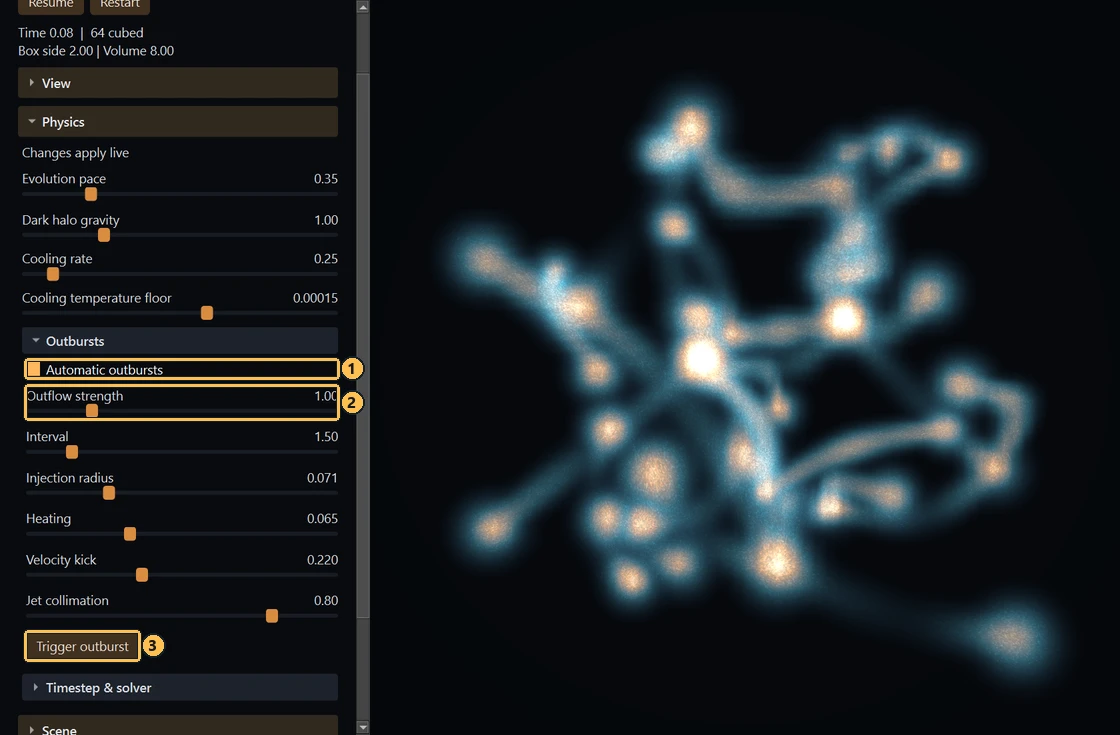 Resume Restart
Time 0.08 | 64 cubed
Box side 2.00 | Volume 8.00
View
Physics
Changes apply live
Evolution pace 0.35
Dark halo gravity 1.00
Cooling rate 0.25
Cooling temperature floor 0.00015
Outbursts
Automatic outbursts 1
Outflow strength 1.00 2
Interval 1.50
Injection radius 0.071
Heating 0.065
Velocity kick 0.220
Jet collimation 0.80
Trigger outburst 3
Timestep & solver
Scene